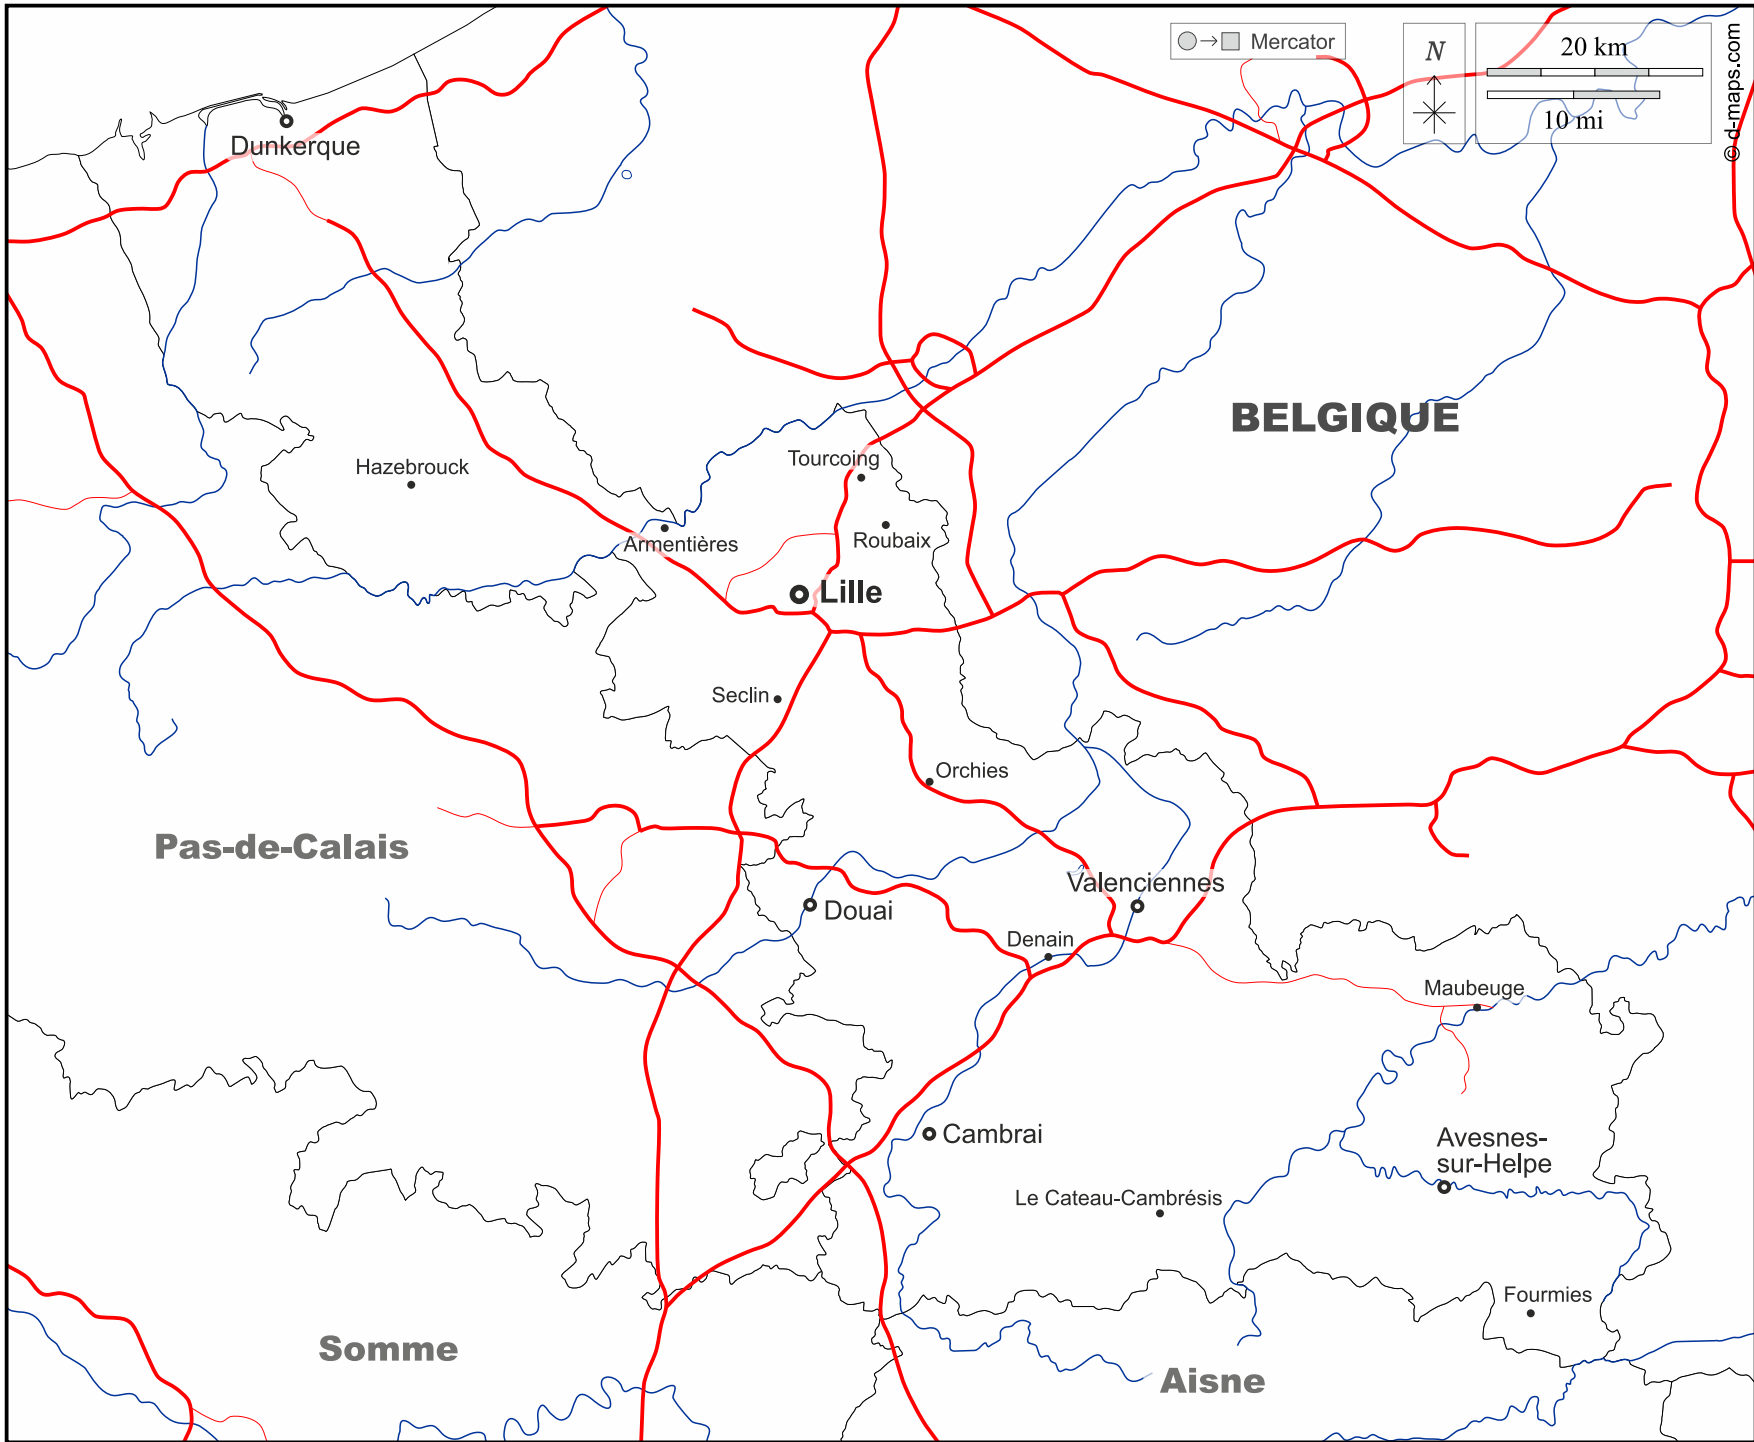 Mercator
N
20 km
10 mi
© d-maps.com
Dunkerque
BELGIQUE
Hazebrouck
Tourcoing
Armentières
Roubaix
Lille
Seclin
Orchies
Pas-de-Calais
Valenciennes
Douai
Denain
Maubeuge
Cambrai
Avesnes-
sur-Helpe
Le Cateau-Cambrésis
Fourmies
Somme
Aisne